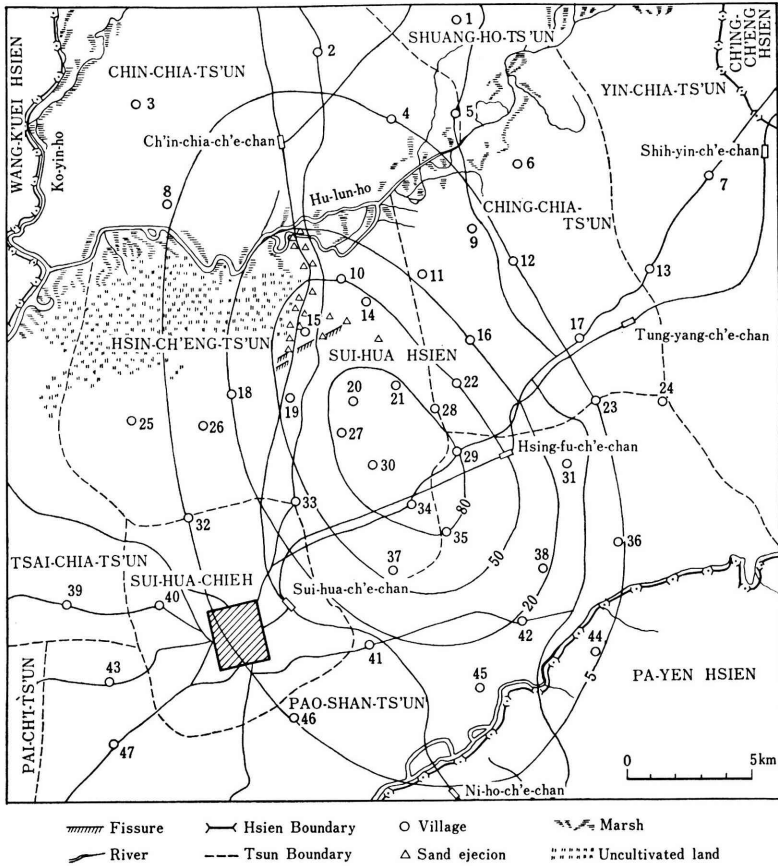 1
SHUANG-HO-TS'UN
2
CHIN-CHIA-TS'UN
CH'ING-CH'ENG HSIEN
YIN-CHIA-TS'UN
WANG-K'UEI HSIEN
Ko-yin-ho
3
4
5
Ch'in-chia-ch'e-chan
Shih-yin-ch'e-chan
6
7
8
Hu-lun-ho
CHING-CHIA-
TS'UN
9
12
13
10
11
14
15
HSIN-CH'ENG-TS'UN
SUI-HUA HSIEN
16
17
Tung-yang-ch'e-chan
18
19
20
21
22
23
24
25
26
27
28
29
Hsing-fu-ch'e-chan
30
31
32
33
34
80
35
50
36
TSAI-CHIA-TS'UN
37
38
SUI-HUA-CHIEH
Sui-hua-ch'e-chan
39
40
20
42
41
44
43
45
5
PA-YEN HSIEN
PAI-CH'I-TS'UN
PAO-SHAN-TS'UN
46
47
0 5km
Ni-ho-ch'e-chan
Fissure Hsien Boundary Village Marsh
River Tsun Boundary Sand ejecion Uncultivated land